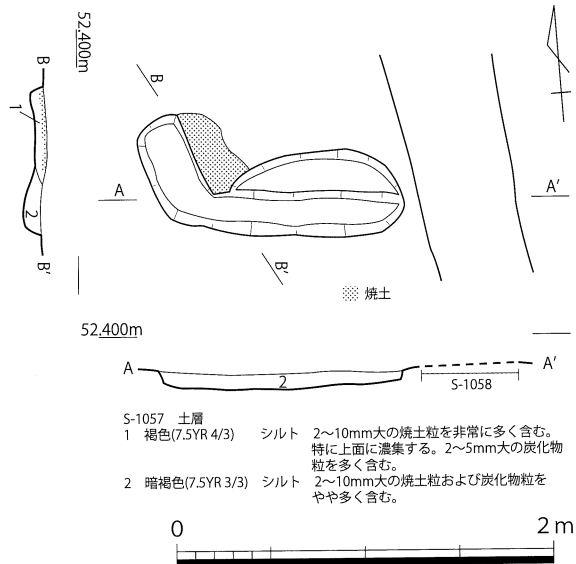 52.400m
B
1
2
B′
B
A
A′
B′
焼土
52.400m
A
2
A′
S-1058
S-1057　土層
1　褐色(7.5YR 4/3)　シルト　2～10mm大の焼土粒を非常に多く含む。
特に上面に濃集する。2～5mm大の炭化物
粒を多く含む。
2　暗褐色(7.5YR 3/3)　シルト　2～10mm大の焼土粒および炭化物粒を
やや多く含む。
0
2 m